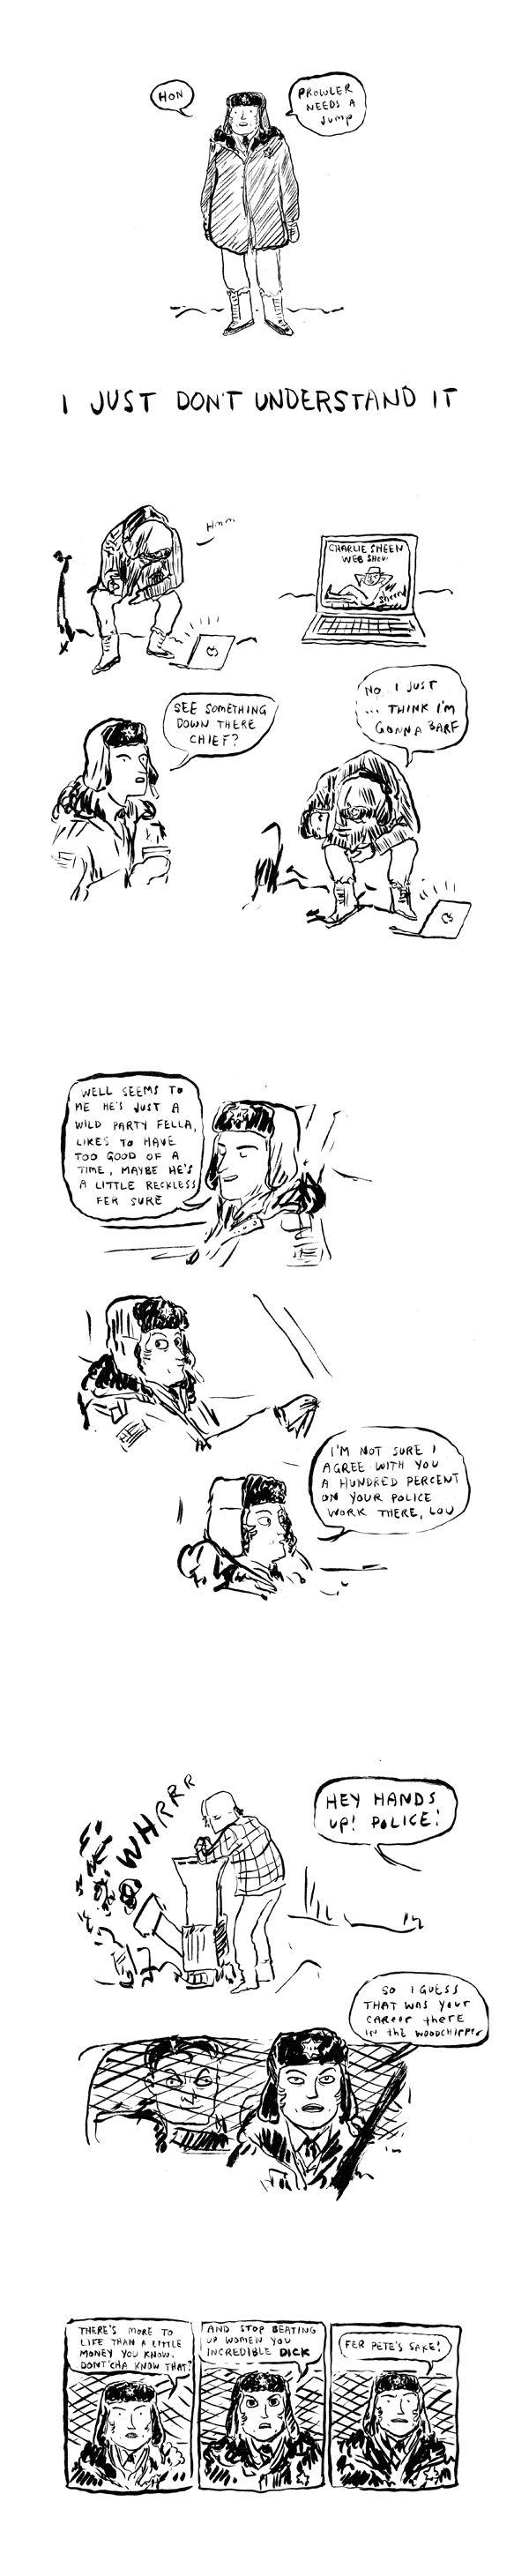 HON
PROWLER
NEEDS A
JUMP
I JUST DON'T UNDERSTAND IT
Hmm
CHARLIE SHEEN
WEB SHOW
Sheen
SEE SOMETHING
DOWN THERE
CHIEF?
NO, I JUST
... THINK I'M
GONNA BARF
WELL SEEMS TO
ME HE'S JUST A
WILD PARTY FELLA,
LIKES TO HAVE
TOO GOOD OF A
TIME, MAYBE HE'S
A LITTLE RECKLESS
FER SURE
I'M NOT SURE I
AGREE WITH YOU
A HUNDRED PERCENT
ON YOUR POLICE
WORK THERE, LOU
WHRRRR
HEY HANDS
UP! POLICE!
SO I GUESS
THAT WAS YOUR
CAREER THERE
IN THE WOODCHIPPER
THERE'S MORE TO
LIFE THAN A LITTLE
MONEY YOU KNOW.
DONT'CHA KNOW THAT?
AND STOP BEATING
UP WOMEN YOU
INCREDIBLE DICK
FER PETE'S SAKE!